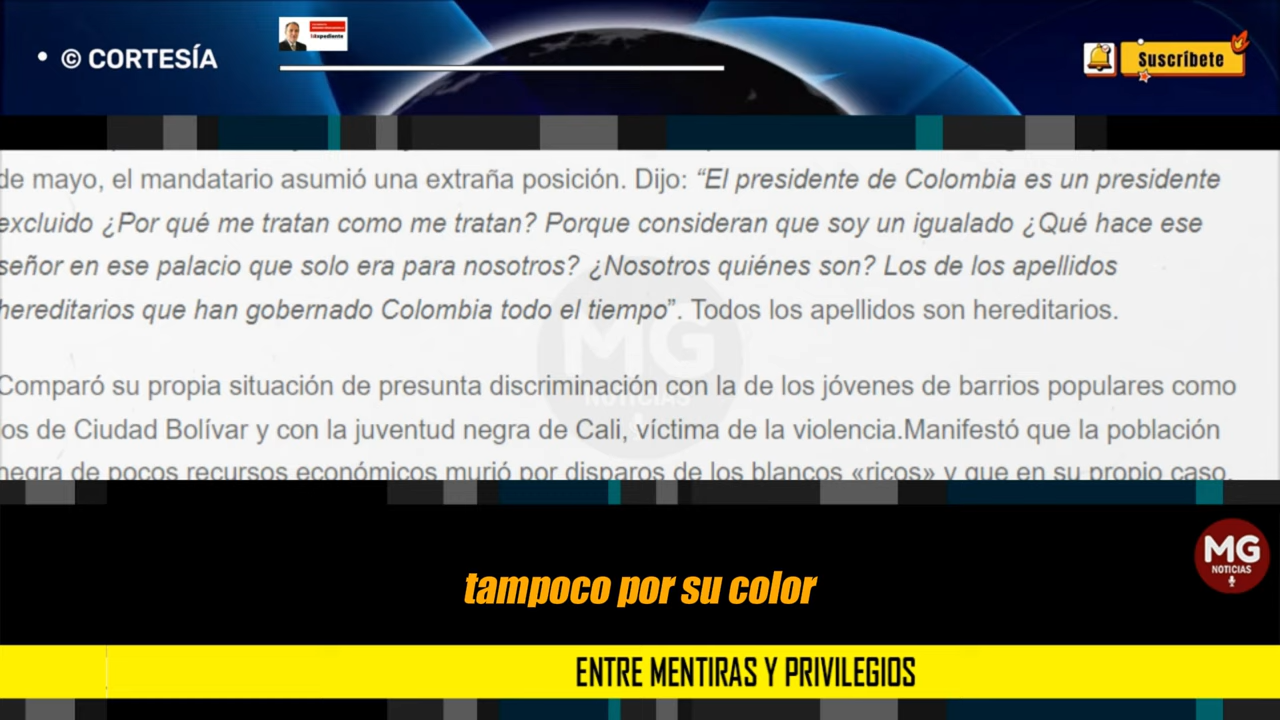 • © CORTESÍA
Suscríbete
de mayo, el mandatario asumió una extraña posición. Dijo: “El presidente de Colombia es un presidente
excluido ¿Por qué me tratan como me tratan? Porque consideran que soy un igualado ¿Qué hace ese
señor en ese palacio que solo era para nosotros? ¿Nosotros quiénes son? Los de los apellidos
hereditarios que han gobernado Colombia todo el tiempo”. Todos los apellidos son hereditarios.
MG
NOTICIAS
Comparó su propia situación de presunta discriminación con la de los jóvenes de barrios populares como
los de Ciudad Bolívar y con la juventud negra de Cali, víctima de la violencia.Manifestó que la población
negra de pocos recursos económicos murió por disparos de los blancos «ricos» y que en su propio caso,
MG
NOTICIAS
tampoco por su color
ENTRE MENTIRAS Y PRIVILEGIOS